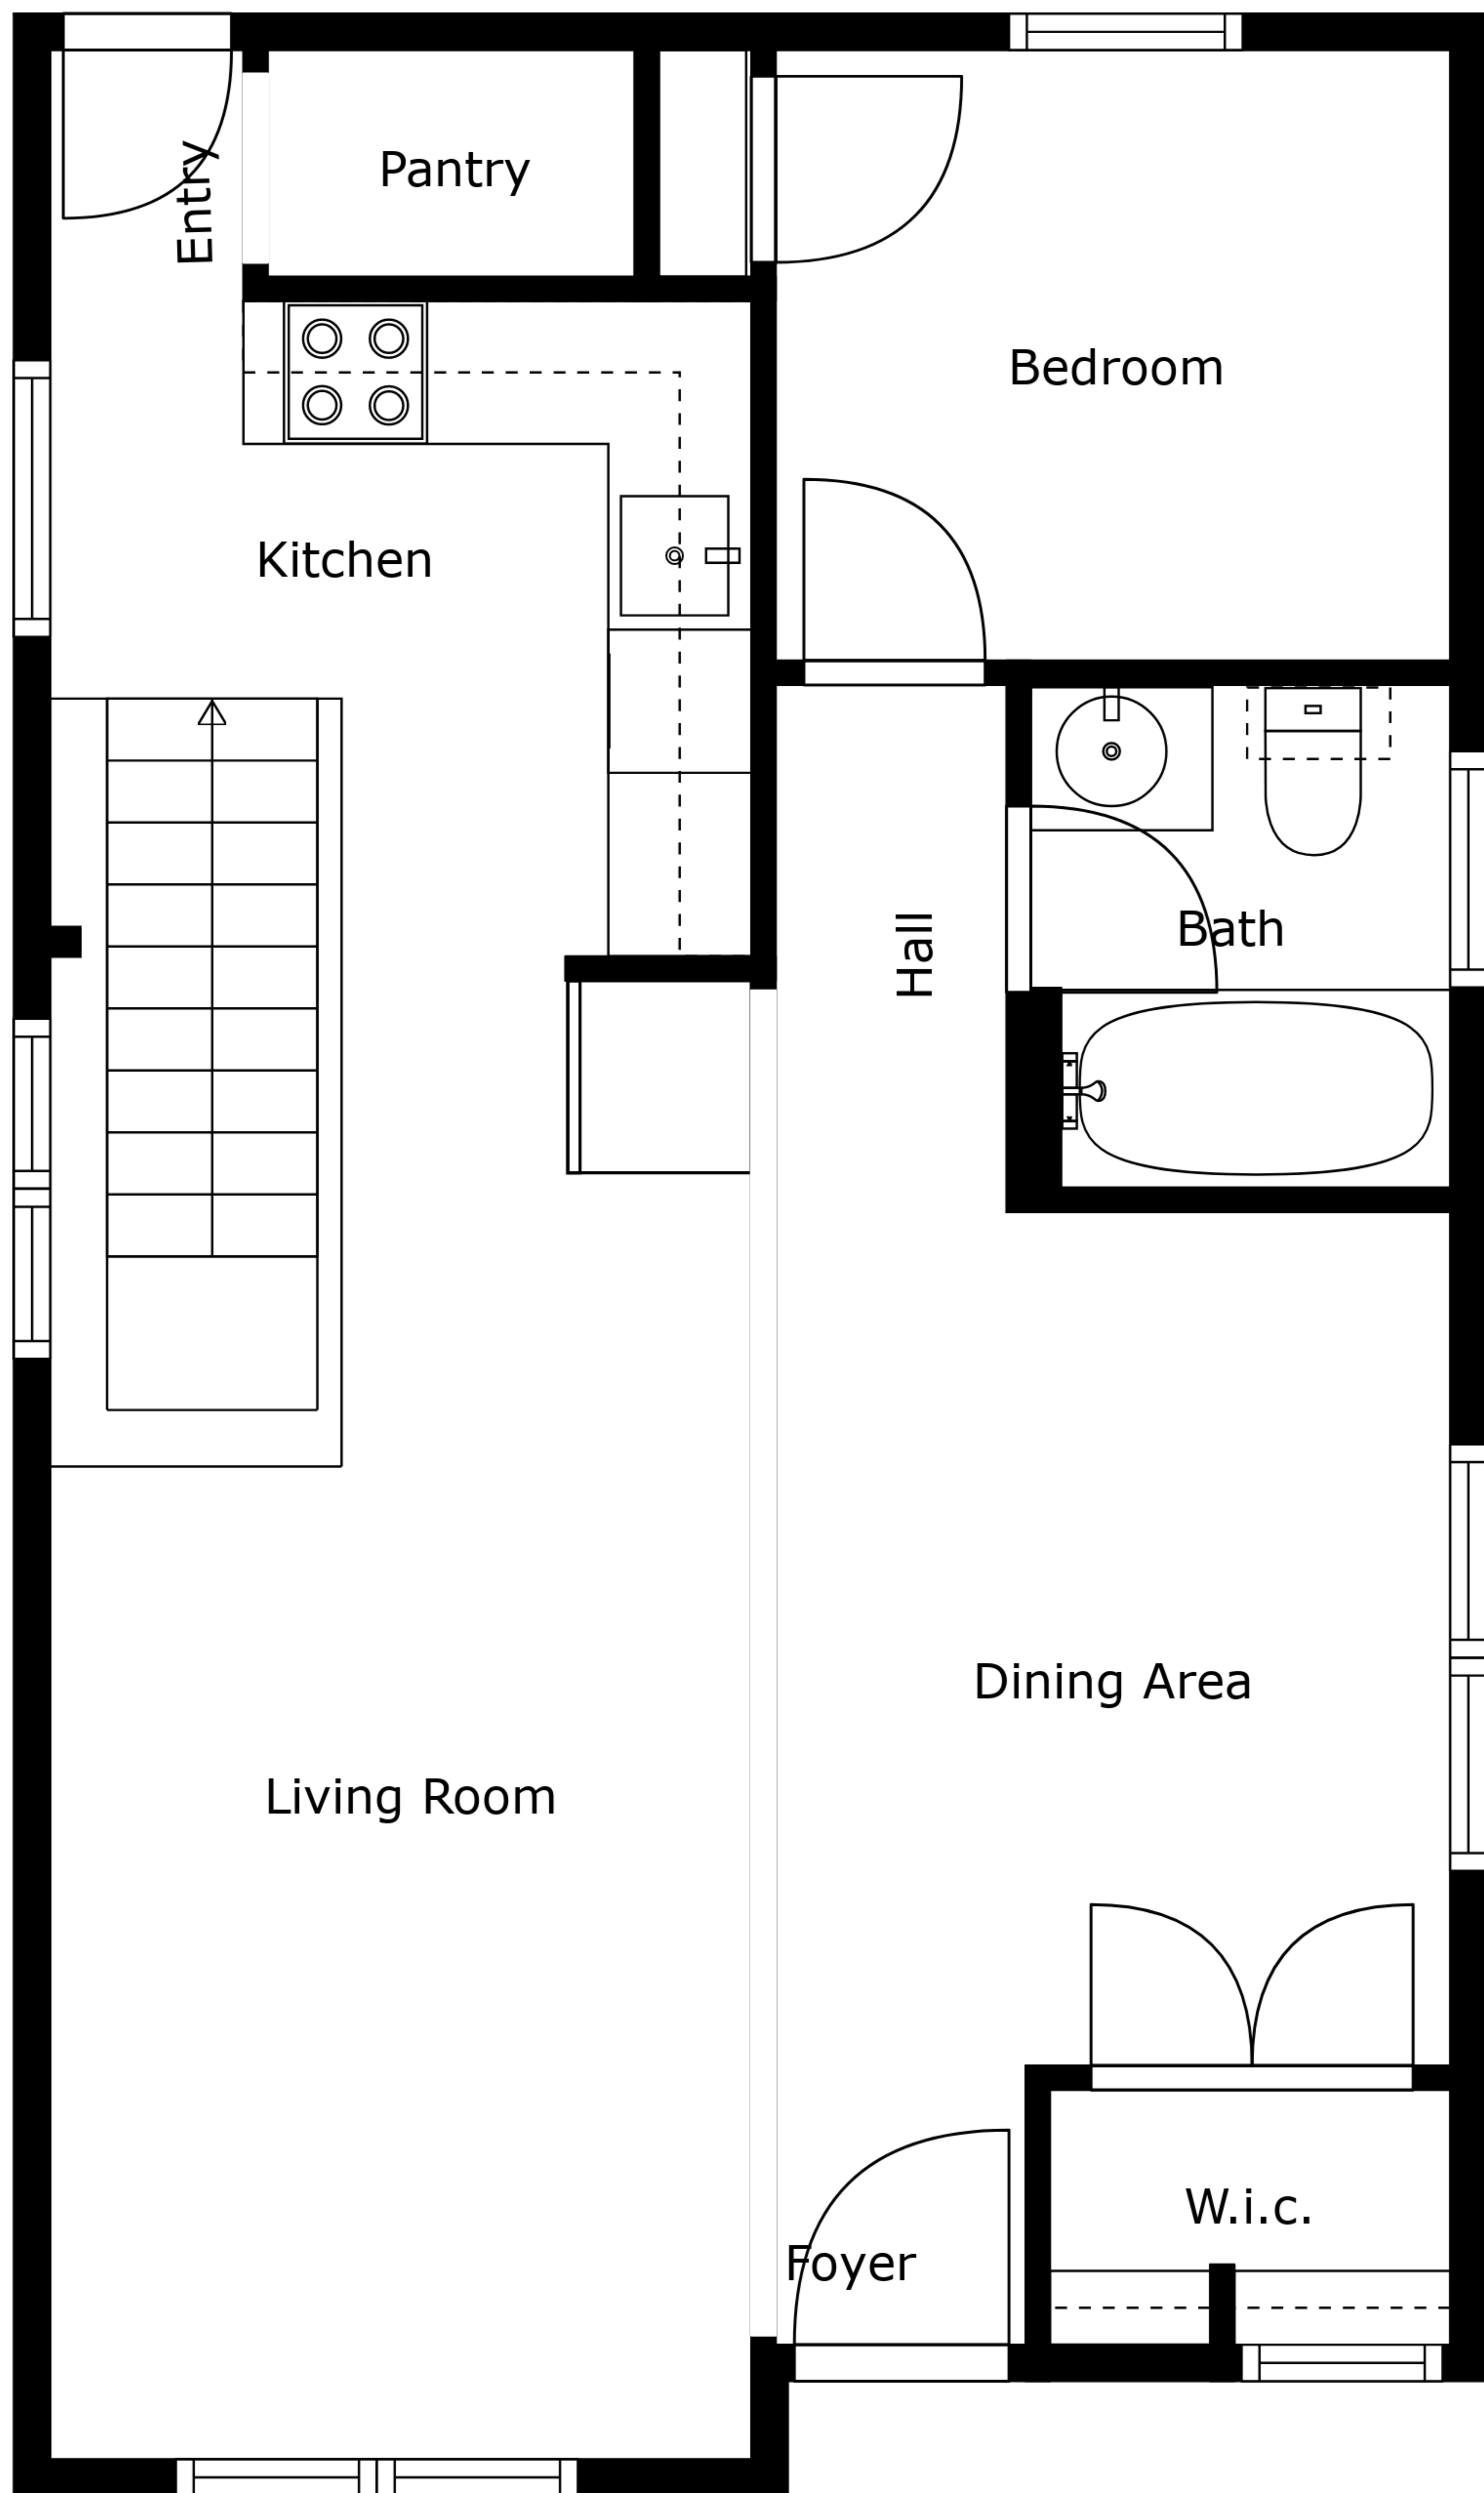 Entry
Pantry
Bedroom
Kitchen
Hall
Bath
Dining Area
Living Room
W.i.c.
Foyer